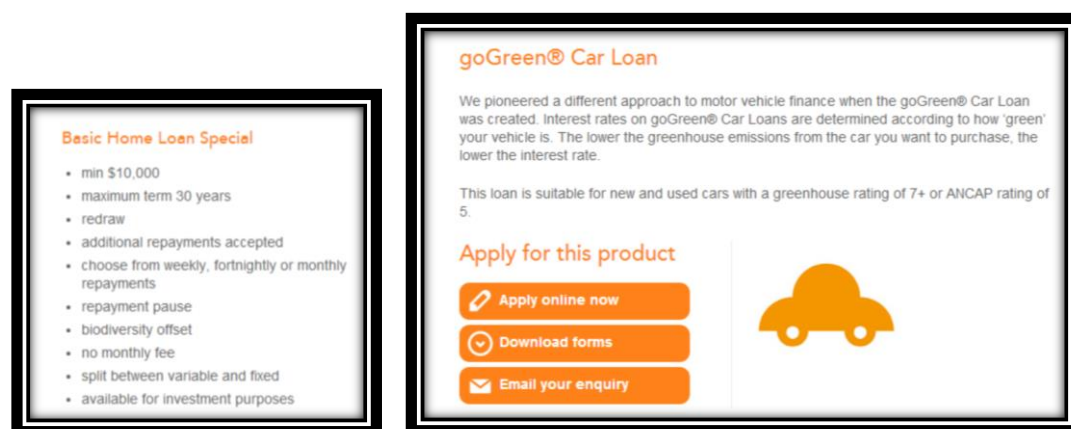 Basic Home Loan Special
• min $10,000
• maximum term 30 years
• redraw
• additional repayments accepted
• choose from weekly, fortnightly or monthly
repayments
• repayment pause
• biodiversity offset
• no monthly fee
• split between variable and fixed
• available for investment purposes
goGreen® Car Loan
We pioneered a different approach to motor vehicle finance when the goGreen® Car Loan
was created. Interest rates on goGreen® Car Loans are determined according to how ‘green’
your vehicle is. The lower the greenhouse emissions from the car you want to purchase, the
lower the interest rate.
This loan is suitable for new and used cars with a greenhouse rating of 7+ or ANCAP rating of
5.
Apply for this product
Apply online now
Download forms
Email your enquiry